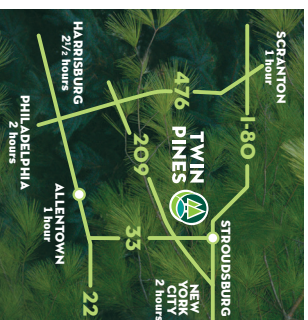 SCRANTON
1 hour
I-80
476
HARRISBURG
2½ hours
TWIN
PINES
209
STROUDSBURG
PHILADELPHIA
2 hours
33
NEW
YORK
CITY
2 hours
ALLENTOWN
1 hour
22